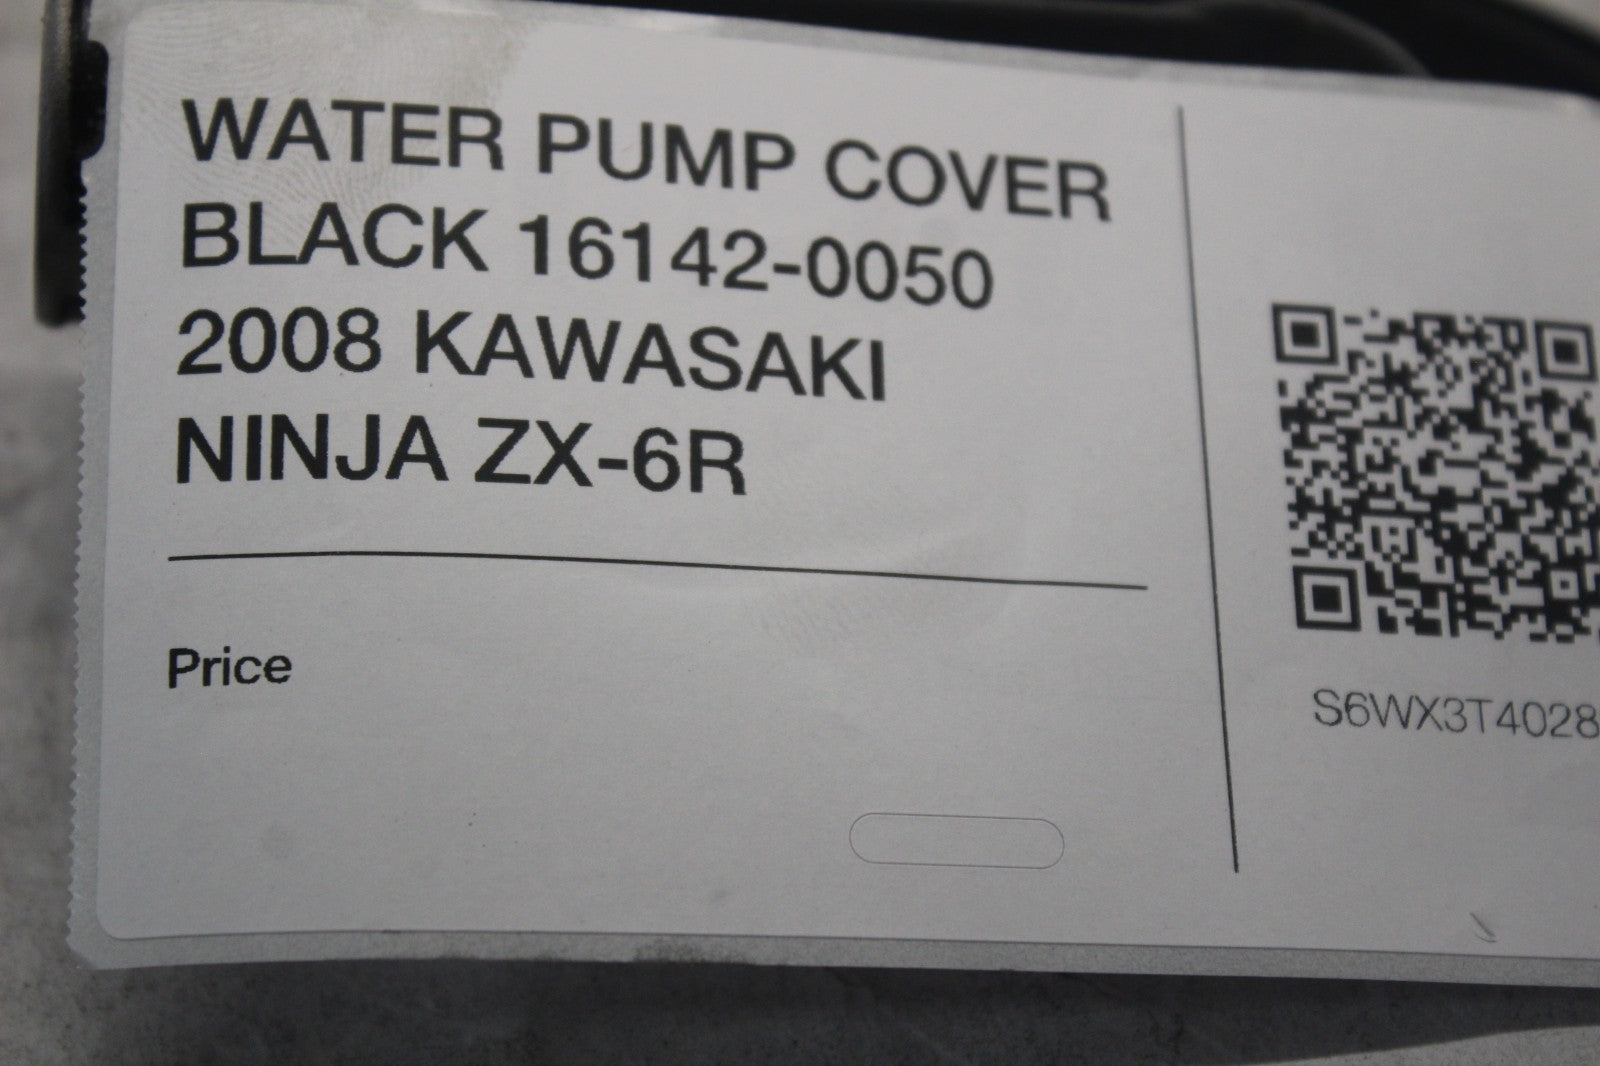 WATER PUMP COVER
BLACK 16142-0050
2008 KAWASAKI
NINJA ZX-6R
Price
S6WX3T4028